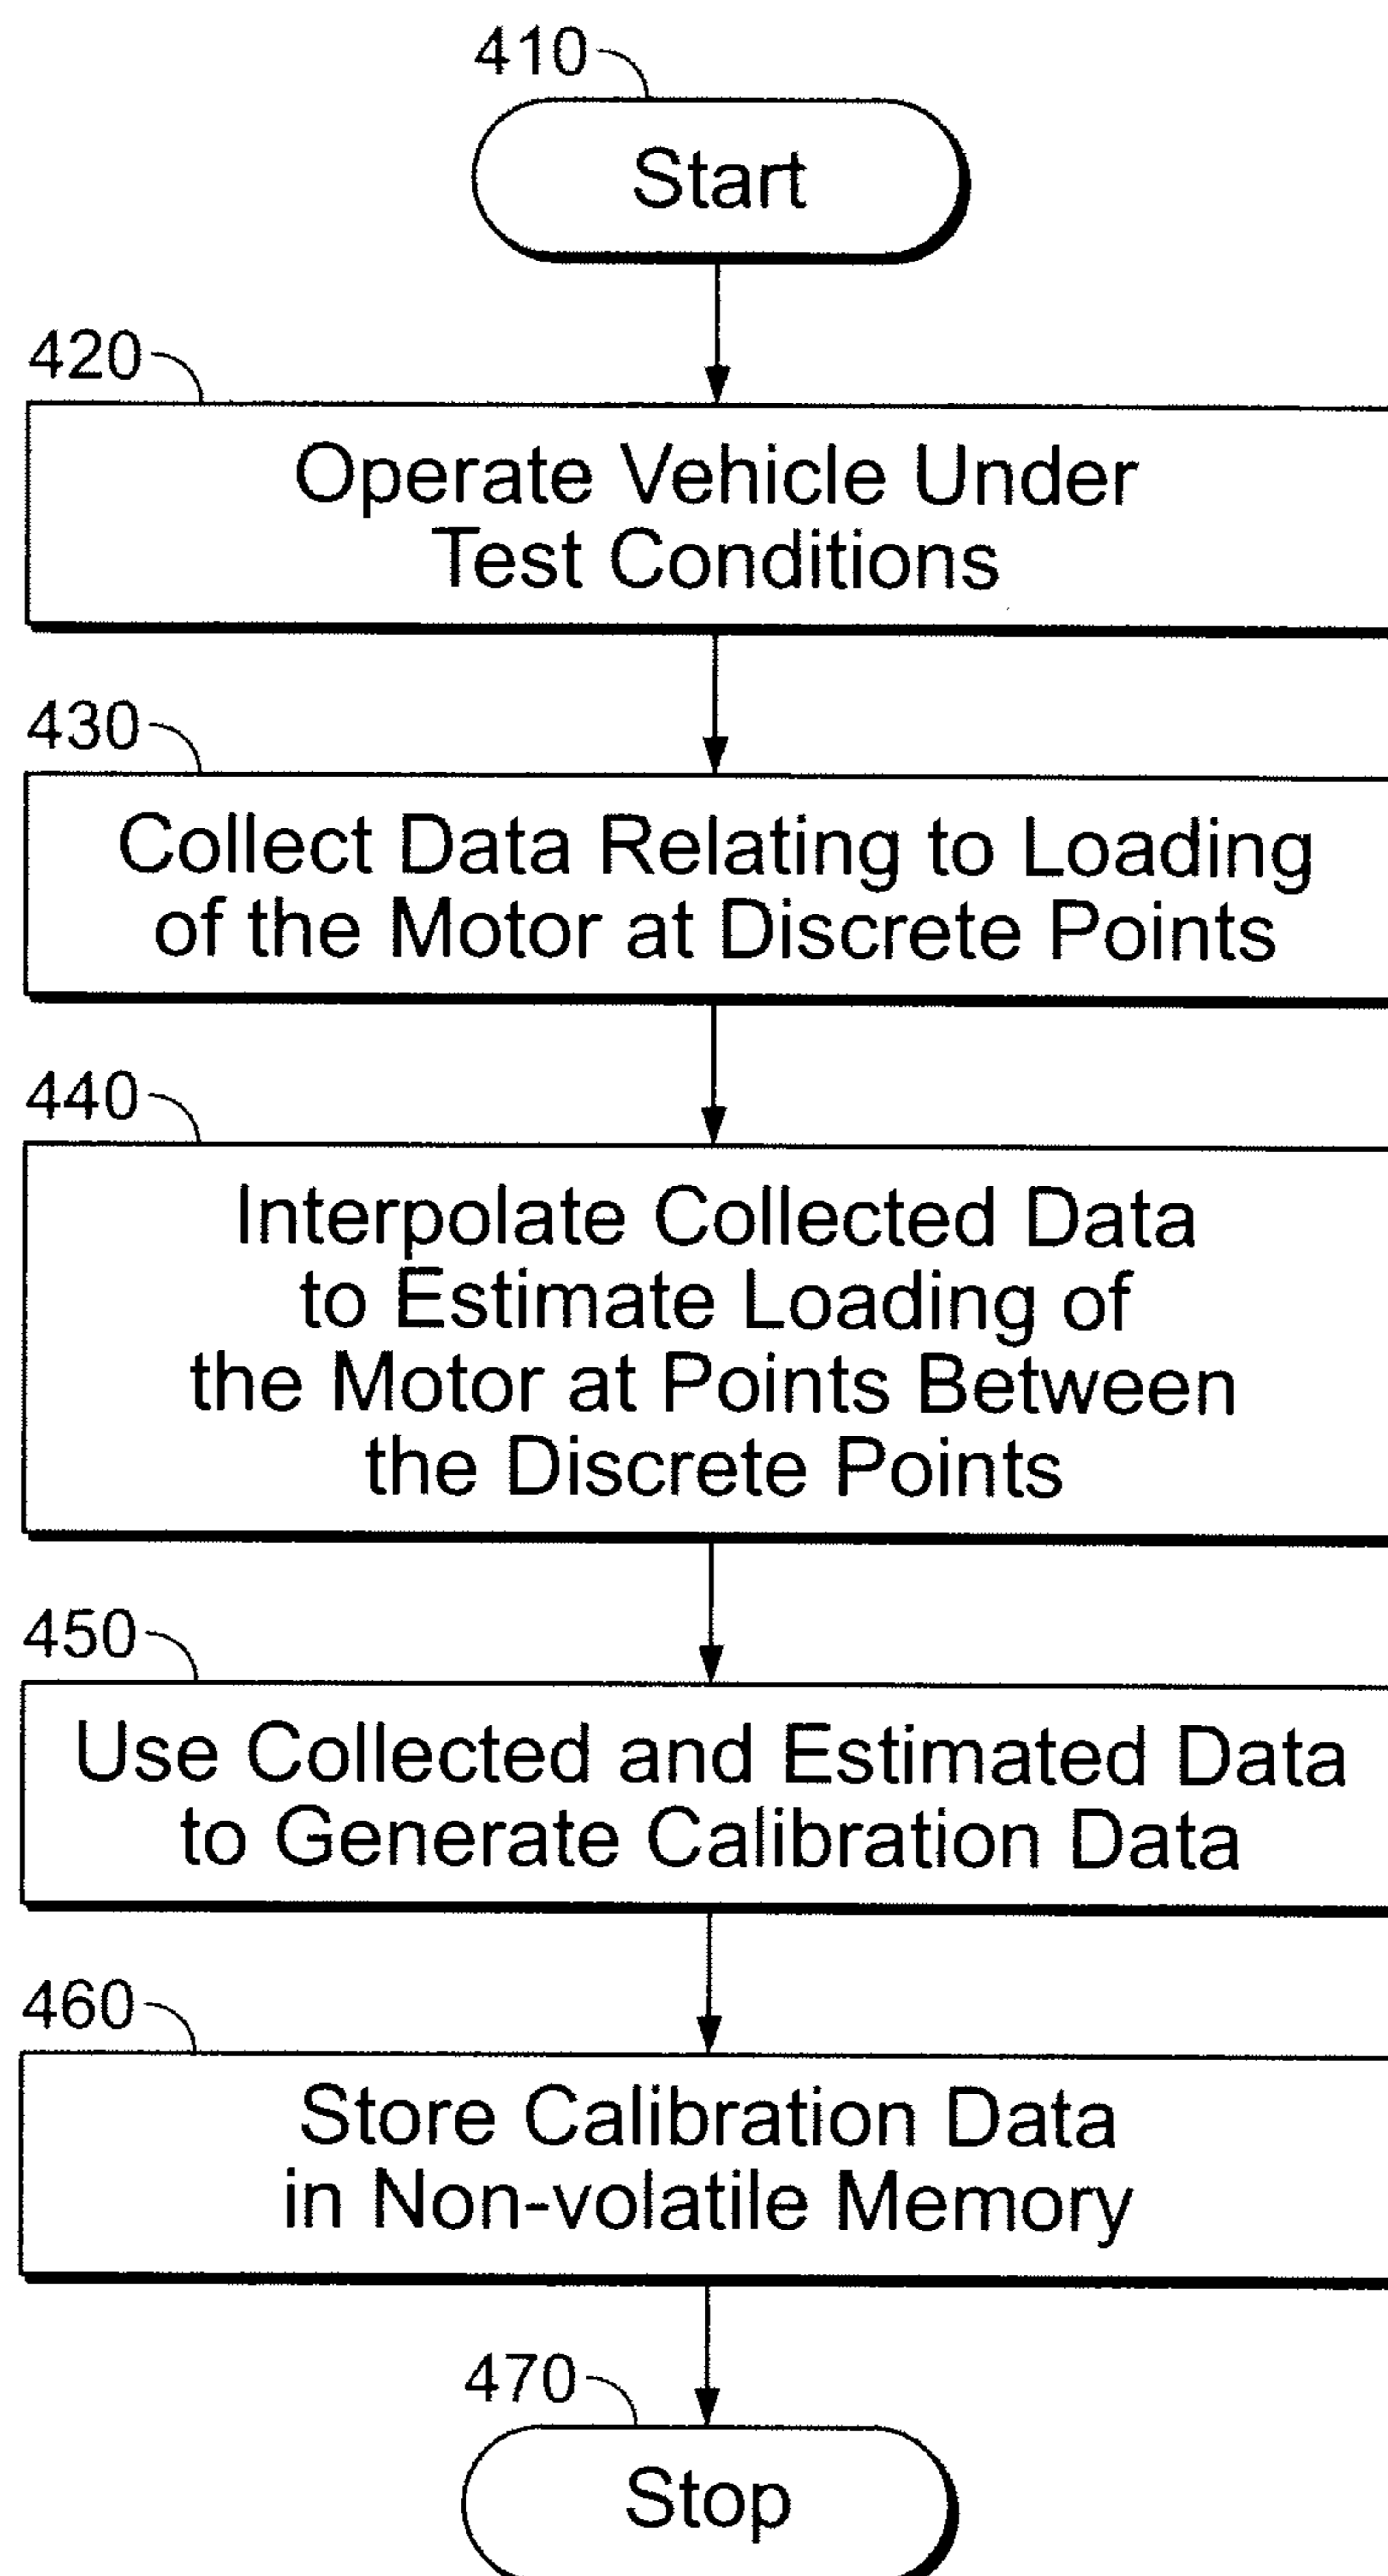 410
Start
420
Operate Vehicle Under
Test Conditions
430
Collect Data Relating to Loading
of the Motor at Discrete Points
440
Interpolate Collected Data
to Estimate Loading of
the Motor at Points Between
the Discrete Points
450
Use Collected and Estimated Data
to Generate Calibration Data
460
Store Calibration Data
in Non-volatile Memory
470
Stop